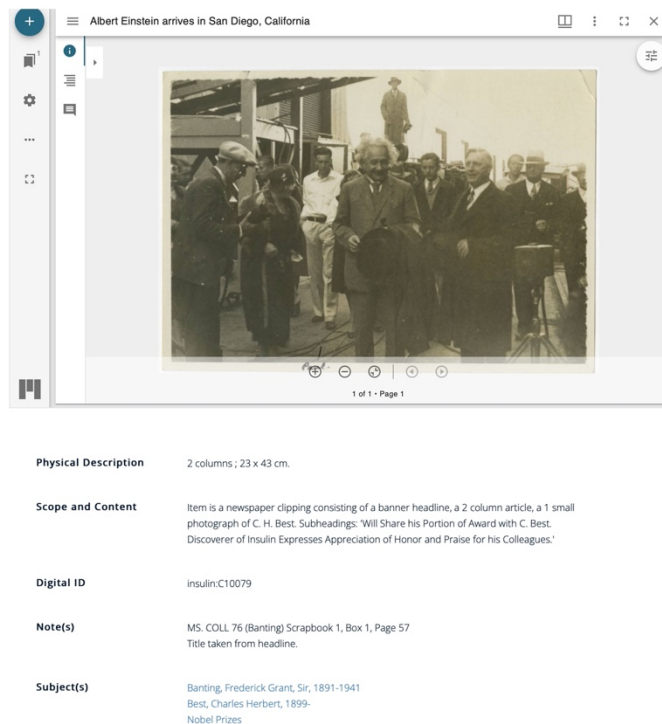 Albert Einstein arrives in San Diego, California
1
1 of 1 • Page 1
Physical Description
2 columns ; 23 x 43 cm.
Scope and Content
Item is a newspaper clipping consisting of a banner headline, a 2 column article, a 1 small
photograph of C. H. Best. Subheadings: 'Will Share his Portion of Award with C. Best.
Discoverer of Insulin Expresses Appreciation of Honor and Praise for his Colleagues.'
Digital ID
insulin:C10079
Note(s)
MS. COLL 76 (Banting) Scrapbook 1, Box 1, Page 57
Title taken from headline.
Subject(s)
Banting, Frederick Grant, Sir, 1891-1941
Best, Charles Herbert, 1899-
Nobel Prizes